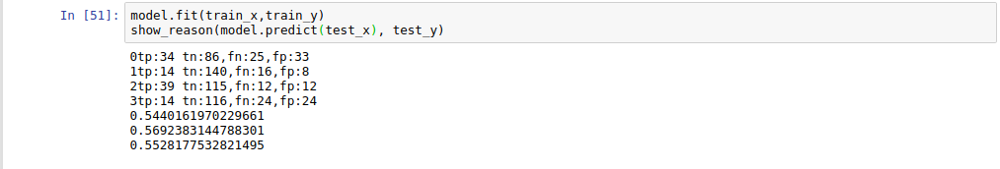 In [51]: model.fit(train_x,train_y)
show_reason(model.predict(test_x), test_y)
0tp:34 tn:86,fn:25,fp:33
1tp:14 tn:140,fn:16,fp:8
2tp:39 tn:115,fn:12,fp:12
3tp:14 tn:116,fn:24,fp:24
0.5440161970229661
0.5692383144788301
0.5528177532821495